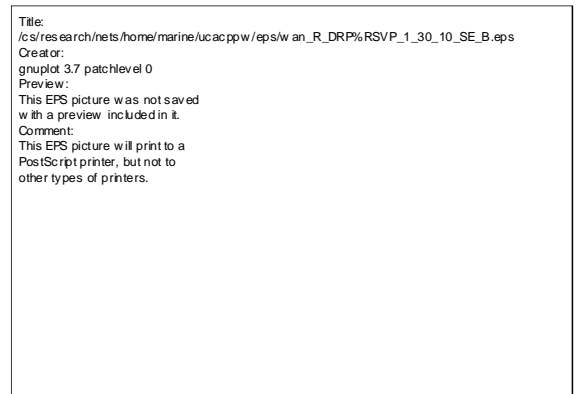 Title:
/cs/research/nets/home/marine/ucacppw/eps/wan_R_DRP%RSVP_1_30_10_SE_B.eps
Creator:
gnuplot 3.7 patchlevel 0
Preview:
This EPS picture was not saved
with a preview included in it.
Comment:
This EPS picture will print to a
PostScript printer, but not to
other types of printers.